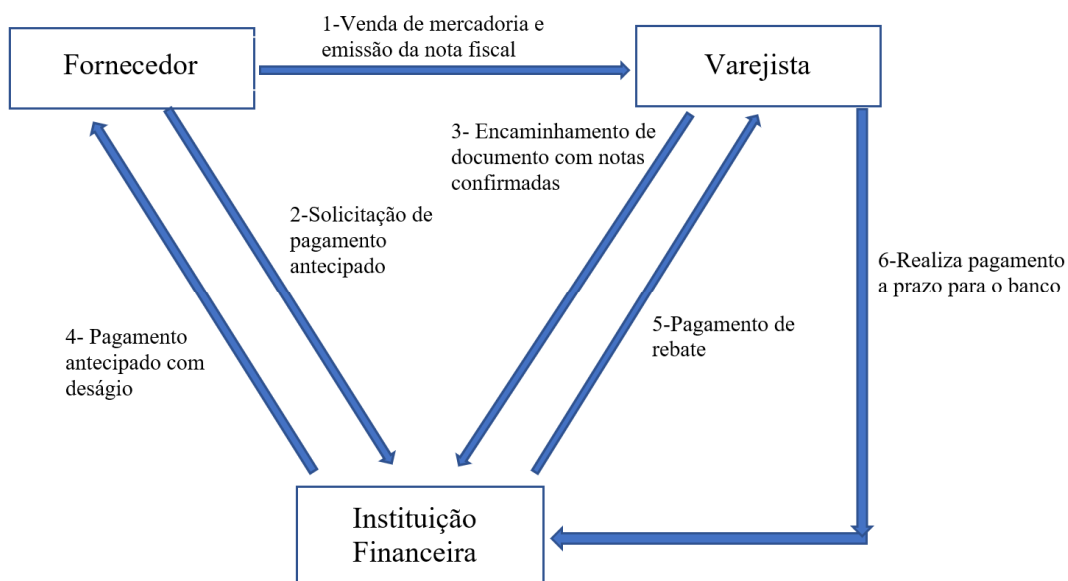 1-Venda de mercadoria e
emissão da nota fiscal
Fornecedor
Varejista
3- Encaminhamento de
documento com notas
confirmadas
2-Solicitação de
pagamento
antecipado
6-Realiza pagamento
a prazo para o banco
4- Pagamento
antecipado com
deságio
5-Pagamento de
rebate
Instituição
Financeira